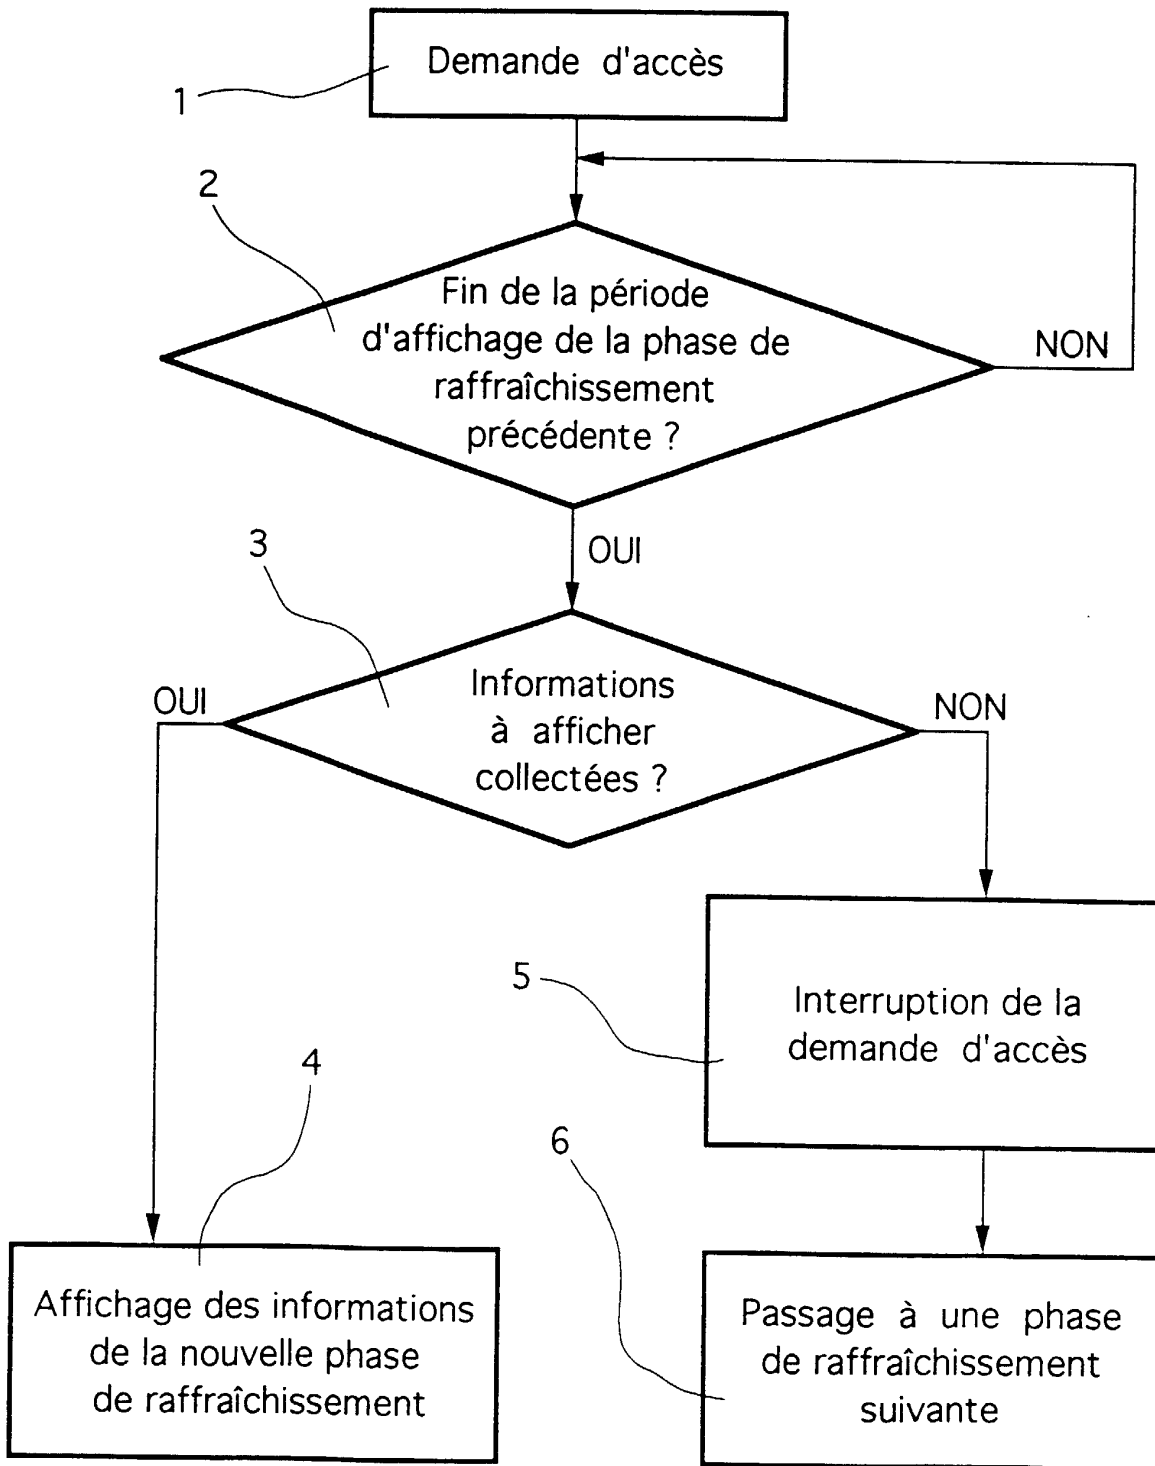 Demande d'accès
1
2
Fin de la période
d'affichage de la phase de
raffraîchissement
précédente ?
NON
OUI
3
Informations
à afficher
collectées ?
OUI
NON
5
Interruption de la
demande d'accès
4
6
Affichage des informations
de la nouvelle phase
de raffraîchissement
Passage à une phase
de raffraîchissement
suivante